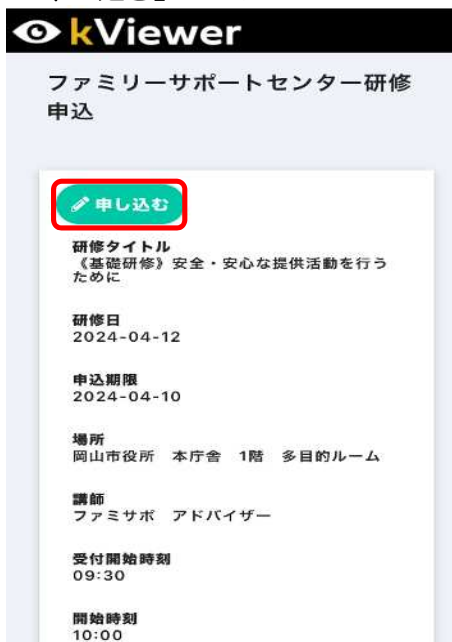 kViewer
ファミリーサポートセンター研修
申込
申し込む
研修タイトル
《基礎研修》安全・安心な提供活動を行う
ために
研修日
2024-04-12
申込期限
2024-04-10
場所
岡山市役所　本庁舎　1階　多目的ルーム
講師
ファミサポ　アドバイザー
受付開始時刻
09:30
開始時刻
10:00